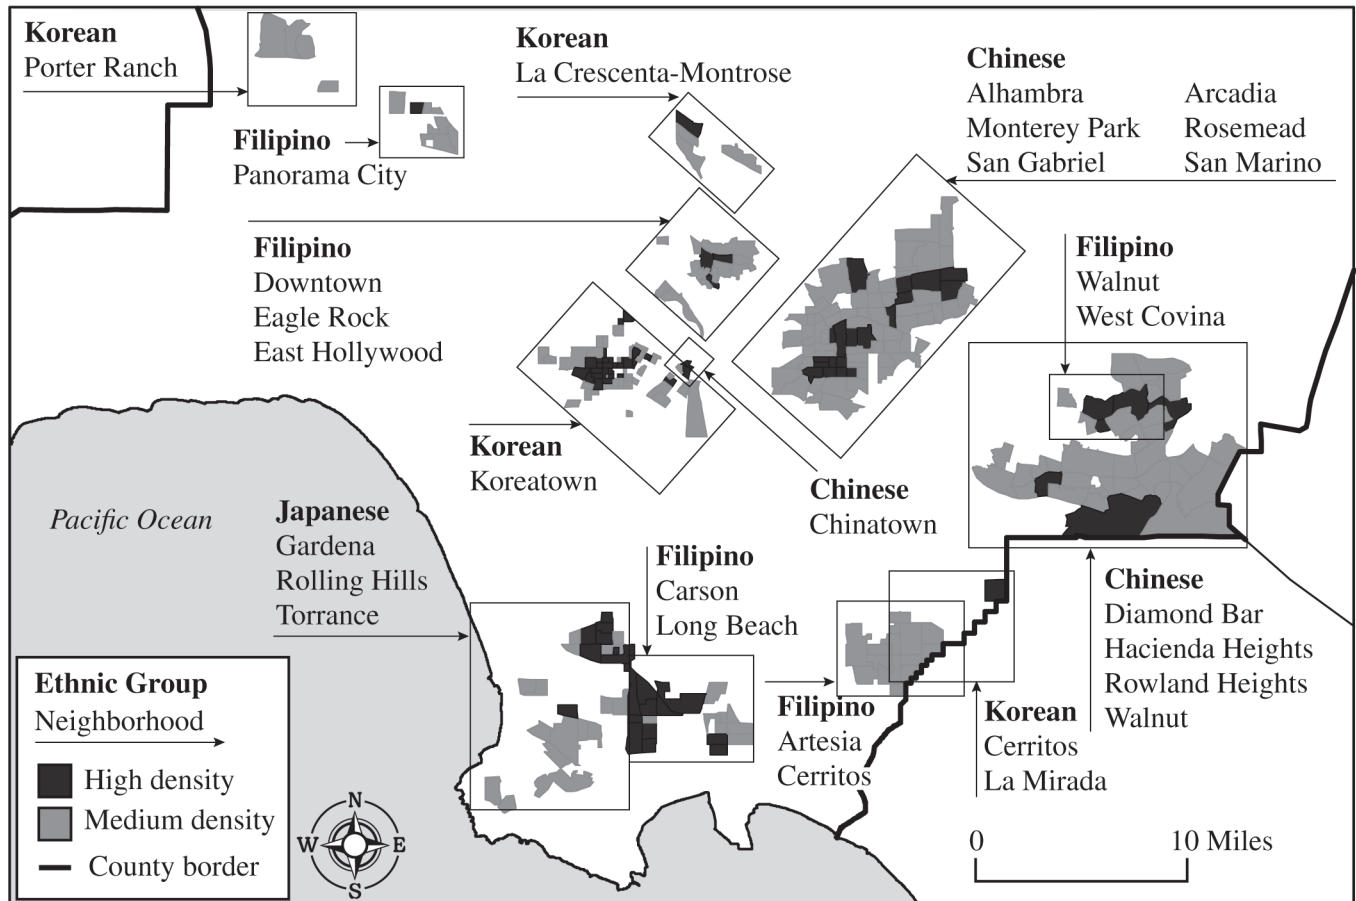 Korean
Porter Ranch
Filipino
Panorama City
Korean
La Crescenta-Montrose
Chinese
Alhambra Arcadia
Monterey Park Rosemead
San Gabriel San Marino
Filipino
Downtown
Eagle Rock
East Hollywood
Filipino
Walnut
West Covina
Korean
Koreatown
Chinese
Chinatown
Pacific Ocean
Japanese
Gardena
Rolling Hills
Torrance
Filipino
Carson
Long Beach
Filipino
Artesia
Cerritos
Korean
Cerritos
La Mirada
Chinese
Diamond Bar
Hacienda Heights
Rowland Heights
Walnut
Ethnic Group
Neighborhood
High density
Medium density
County border
N
W E
S
0 10 Miles